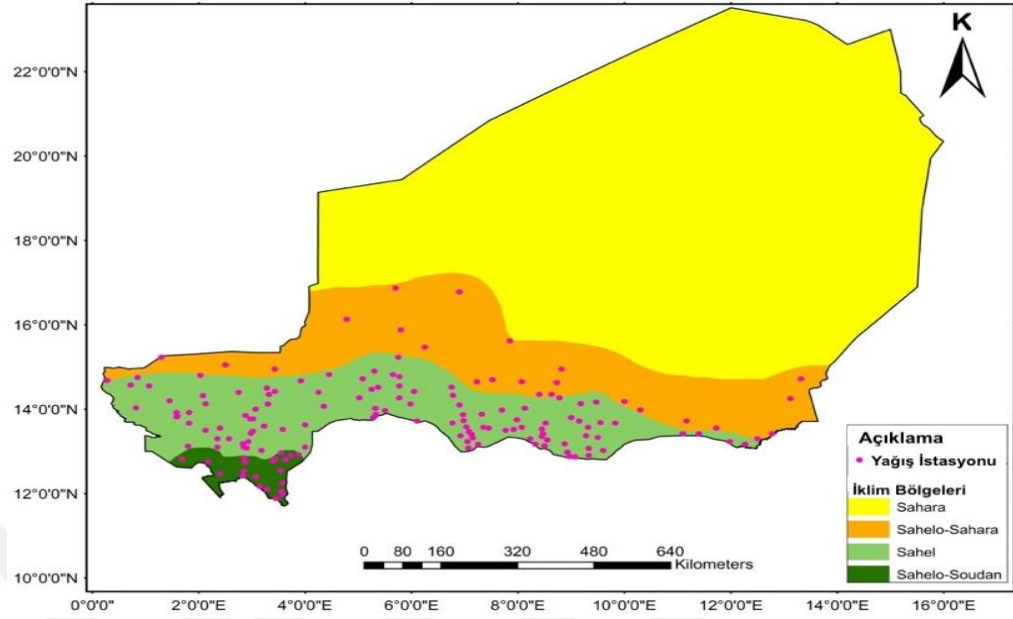 K
22°0'0"N
20°0'0"N
18°0'0"N
16°0'0"N
14°0'0"N
12°0'0"N
10°0'0"N
Açıklama
Yağış İstasyonu
İklim Bölgeleri
Sahara
Sahelo-Sahara
Sahel
Sahelo-Soudan
0 80 160 320 480 640
Kilometers
0°0'0" 2°0'0"E 4°0'0"E 6°0'0"E 8°0'0"E 10°0'0"E 12°0'0"E 14°0'0"E 16°0'0"E